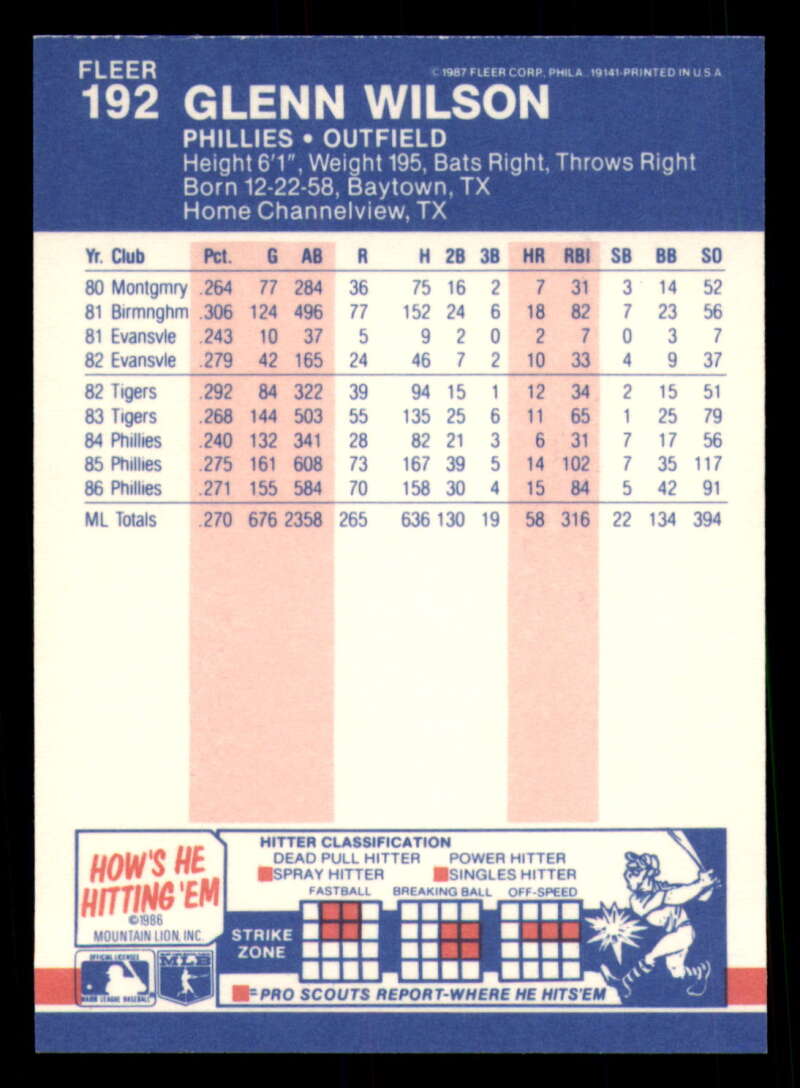 FLEER
©1987 FLEER CORP., PHILA. 19141-PRINTED IN U.S.A
192 GLENN WILSON
PHILLIES • OUTFIELD
Height 6'1", Weight 195, Bats Right, Throws Right
Born 12-22-58, Baytown, TX
Home Channelview, TX
Yr. Club Pct. G AB R H 2B 3B HR RBI SB BB SO
80 Montgmry .264 77 284 36 75 16 2 7 31 3 14 52
81 Birmnghm .306 124 496 77 152 24 6 18 82 7 23 56
81 Evansvle .243 10 37 5 9 2 0 2 7 0 3 7
82 Evansvle .279 42 165 24 46 7 2 10 33 4 9 37
82 Tigers .292 84 322 39 94 15 1 12 34 2 15 51
83 Tigers .268 144 503 55 135 25 6 11 65 1 25 79
84 Phillies .240 132 341 28 82 21 3 6 31 7 17 56
85 Phillies .275 161 608 73 167 39 5 14 102 7 35 117
86 Phillies .271 155 584 70 158 30 4 15 84 5 42 91
ML Totals .270 676 2358 265 636 130 19 58 316 22 134 394
HOW'S HE
HITTING 'EM
©1986
MOUNTAIN LION, INC.
HITTER CLASSIFICATION
DEAD PULL HITTER POWER HITTER
SPRAY HITTER SINGLES HITTER
FASTBALL BREAKING BALL OFF-SPEED
STRIKE
ZONE
=PRO SCOUTS REPORT-WHERE HE HITS'EM
OFFICIAL LICENSEE
MAJOR LEAGUE BASEBALL
MLB